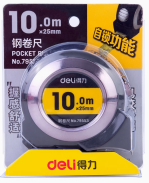 10.0m
×25mm
钢卷尺
POCKET
No.79
自锁功能
握感舒适
deli得力
10.0m
×25mm
deli得力